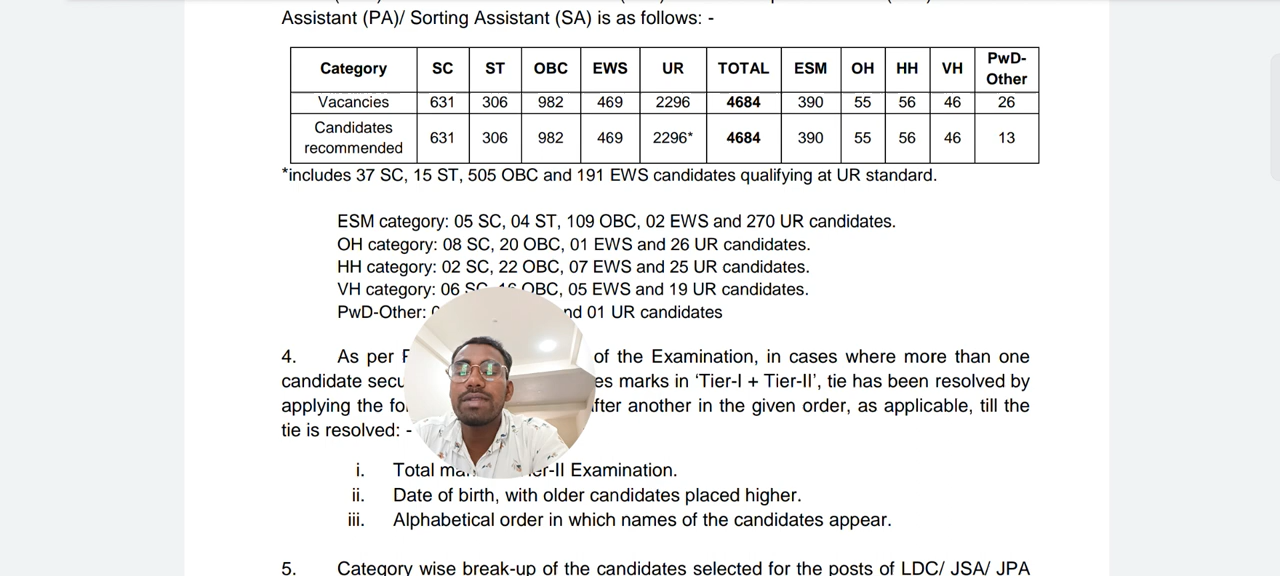 Assistant (PA)/ Sorting Assistant (SA) is as follows: -
Category SC ST OBC EWS UR TOTAL ESM OH HH VH PwD-Other
Vacancies 631 306 982 469 2296 4684 390 55 56 46 26
Candidates recommended 631 306 982 469 2296* 4684 390 55 56 46 13
*includes 37 SC, 15 ST, 505 OBC and 191 EWS candidates qualifying at UR standard.
ESM category: 05 SC, 04 ST, 109 OBC, 02 EWS and 270 UR candidates.
OH category: 08 SC, 20 OBC, 01 EWS and 26 UR candidates.
HH category: 02 SC, 22 OBC, 07 EWS and 25 UR candidates.
VH category: 06 SC, 16 OBC, 05 EWS and 19 UR candidates.
PwD-Other: 01 UR candidates
4. As per of the Examination, in cases where more than one
candidate marks in ‘Tier-I + Tier-II’, tie has been resolved by
applying the after another in the given order, as applicable, till the
tie is resolved: -
i. Total Examination.
ii. Date of birth, with older candidates placed higher.
iii. Alphabetical order in which names of the candidates appear.
5. Category wise break-up of the candidates selected for the posts of LDC/ JSA/ JPA